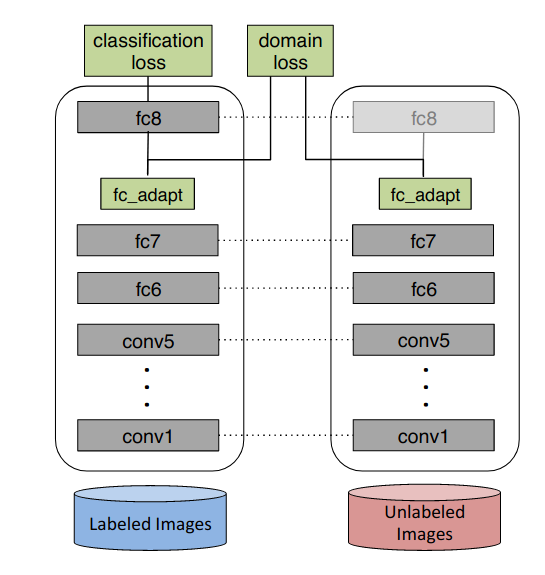 classification
loss
domain
loss
fc8
fc8
fc_adapt
fc_adapt
fc7
fc7
fc6
fc6
conv5
conv5
conv1
conv1
Labeled Images
Unlabeled
Images